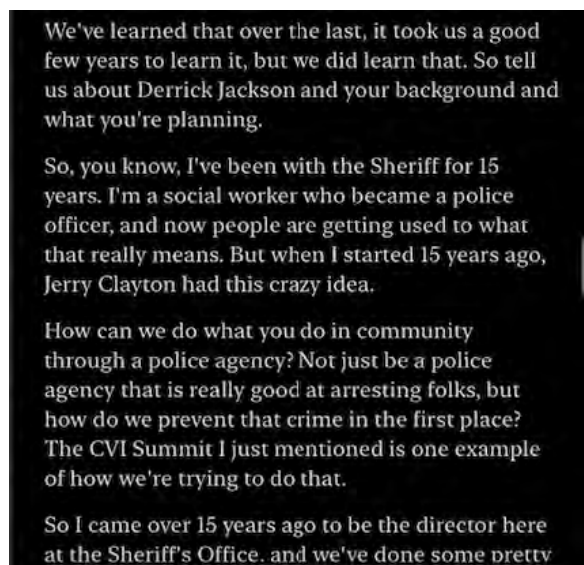 We've learned that over the last, it took us a good
few years to learn it, but we did learn that. So tell
us about Derrick Jackson and your background and
what you're planning.
So, you know, I've been with the Sheriff for 15
years. I'm a social worker who became a police
officer, and now people are getting used to what
that really means. But when I started 15 years ago,
Jerry Clayton had this crazy idea.
How can we do what you do in community
through a police agency? Not just be a police
agency that is really good at arresting folks, but
how do we prevent that crime in the first place?
The CVI Summit I just mentioned is one example
of how we're trying to do that.
So I came over 15 years ago to be the director here
at the Sheriff's Office. and we've done some pretty